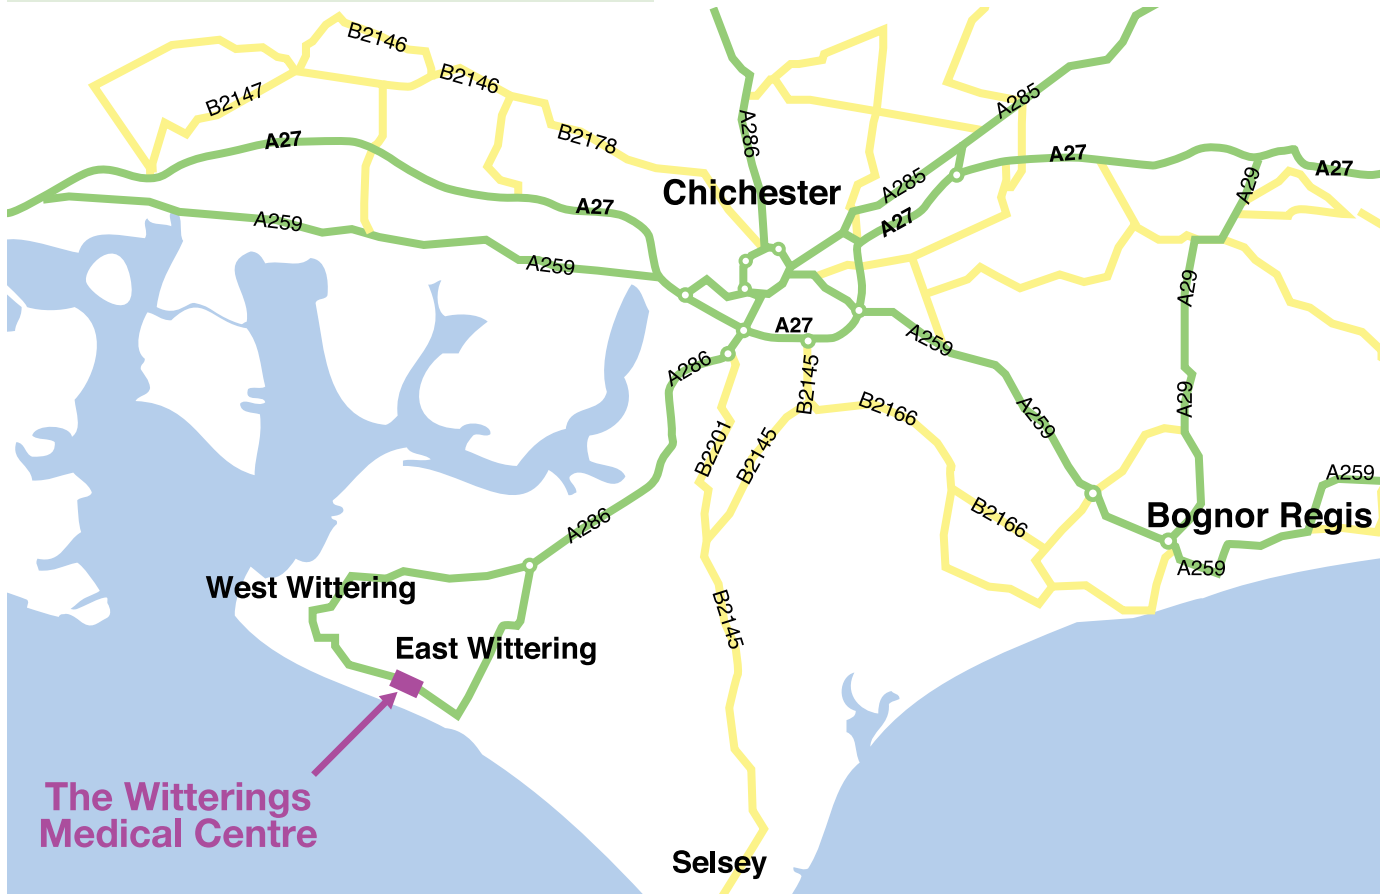 B2146
B2146
B2147
B2178
A27
A286
A285
A27
A27
A29
Chichester
A285
A27
A27
A259
A259
A29
A27
A259
A286
B2145
B2166
A259
A29
B2201
B2145
A259
B2166
Bognor Regis
A286
A259
West Wittering
B2145
East Wittering
The Witterings
Medical Centre
Selsey